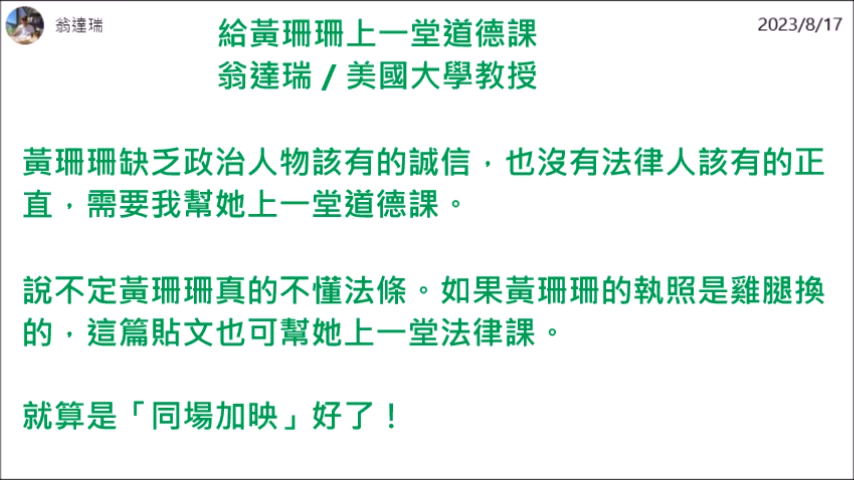 翁達瑞
2023/8/17
給黃珊珊上一堂道德課
翁達瑞 / 美國大學教授
黃珊珊缺乏政治人物該有的誠信，也沒有法律人該有的正
直，需要我幫她上一堂道德課。
說不定黃珊珊真的不懂法條。如果黃珊珊的執照是雞腿換
的，這篇貼文也可幫她上一堂法律課。
就算是「同場加映」好了！